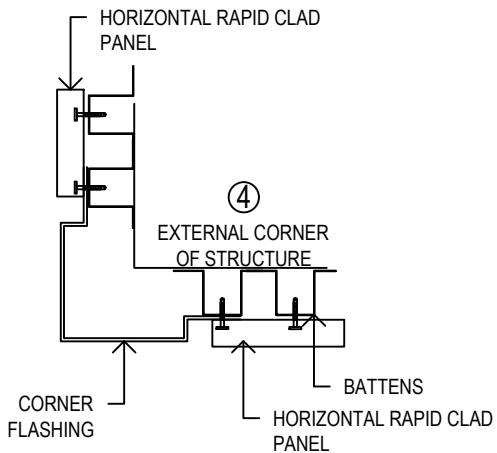 HORIZONTAL RAPID CLAD
PANEL
4
EXTERNAL CORNER
OF STRUCTURE
BATTENS
CORNER
FLASHING
HORIZONTAL RAPID CLAD
PANEL